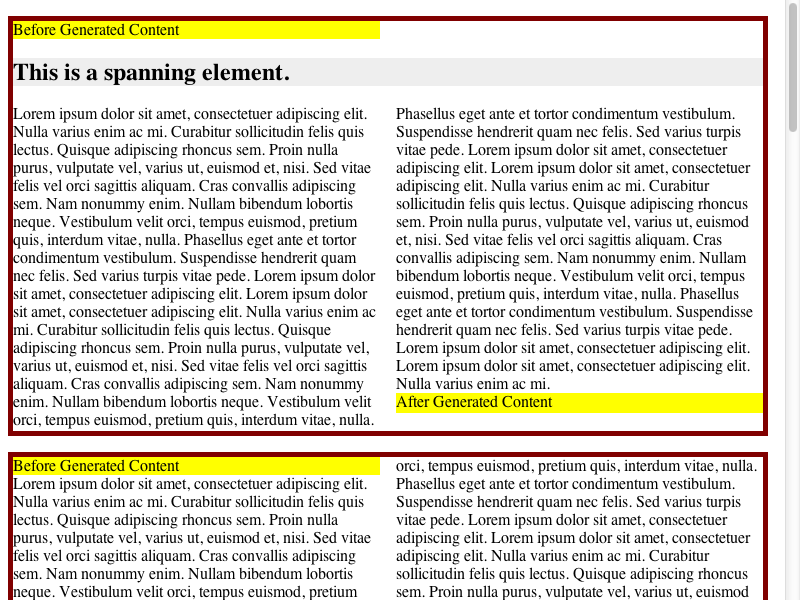 Before Generated Content
This is a spanning element.
Lorem ipsum dolor sit amet, consectetuer adipiscing elit.
Nulla varius enim ac mi. Curabitur sollicitudin felis quis
lectus. Quisque adipiscing rhoncus sem. Proin nulla
purus, vulputate vel, varius ut, euismod et, nisi. Sed vitae
felis vel orci sagittis aliquam. Cras convallis adipiscing
sem. Nam nonummy enim. Nullam bibendum lobortis
neque. Vestibulum velit orci, tempus euismod, pretium
quis, interdum vitae, nulla. Phasellus eget ante et tortor
condimentum vestibulum. Suspendisse hendrerit quam
nec felis. Sed varius turpis vitae pede. Lorem ipsum dolor
sit amet, consectetuer adipiscing elit. Lorem ipsum dolor
sit amet, consectetuer adipiscing elit. Nulla varius enim ac
mi. Curabitur sollicitudin felis quis lectus. Quisque
adipiscing rhoncus sem. Proin nulla purus, vulputate vel,
varius ut, euismod et, nisi. Sed vitae felis vel orci sagittis
aliquam. Cras convallis adipiscing sem. Nam nonummy
enim. Nullam bibendum lobortis neque. Vestibulum velit
orci, tempus euismod, pretium quis, interdum vitae, nulla.
Phasellus eget ante et tortor condimentum vestibulum.
Suspendisse hendrerit quam nec felis. Sed varius turpis
vitae pede. Lorem ipsum dolor sit amet, consectetuer
adipiscing elit. Lorem ipsum dolor sit amet, consectetuer
adipiscing elit. Nulla varius enim ac mi. Curabitur
sollicitudin felis quis lectus. Quisque adipiscing rhoncus
sem. Proin nulla purus, vulputate vel, varius ut, euismod
et, nisi. Sed vitae felis vel orci sagittis aliquam. Cras
convallis adipiscing sem. Nam nonummy enim. Nullam
bibendum lobortis neque. Vestibulum velit orci, tempus
euismod, pretium quis, interdum vitae, nulla. Phasellus
eget ante et tortor condimentum vestibulum. Suspendisse
hendrerit quam nec felis. Sed varius turpis vitae pede.
Lorem ipsum dolor sit amet, consectetuer adipiscing elit.
Lorem ipsum dolor sit amet, consectetuer adipiscing elit.
Nulla varius enim ac mi.
After Generated Content
Before Generated Content
Lorem ipsum dolor sit amet, consectetuer adipiscing elit.
Nulla varius enim ac mi. Curabitur sollicitudin felis quis
lectus. Quisque adipiscing rhoncus sem. Proin nulla
purus, vulputate vel, varius ut, euismod et, nisi. Sed vitae
felis vel orci sagittis aliquam. Cras convallis adipiscing
sem. Nam nonummy enim. Nullam bibendum lobortis
neque. Vestibulum velit orci, tempus euismod, pretium
orci, tempus euismod, pretium quis, interdum vitae, nulla.
Phasellus eget ante et tortor condimentum vestibulum.
Suspendisse hendrerit quam nec felis. Sed varius turpis
vitae pede. Lorem ipsum dolor sit amet, consectetuer
adipiscing elit. Lorem ipsum dolor sit amet, consectetuer
adipiscing elit. Nulla varius enim ac mi. Curabitur
sollicitudin felis quis lectus. Quisque adipiscing rhoncus
sem. Proin nulla purus, vulputate vel, varius ut, euismod